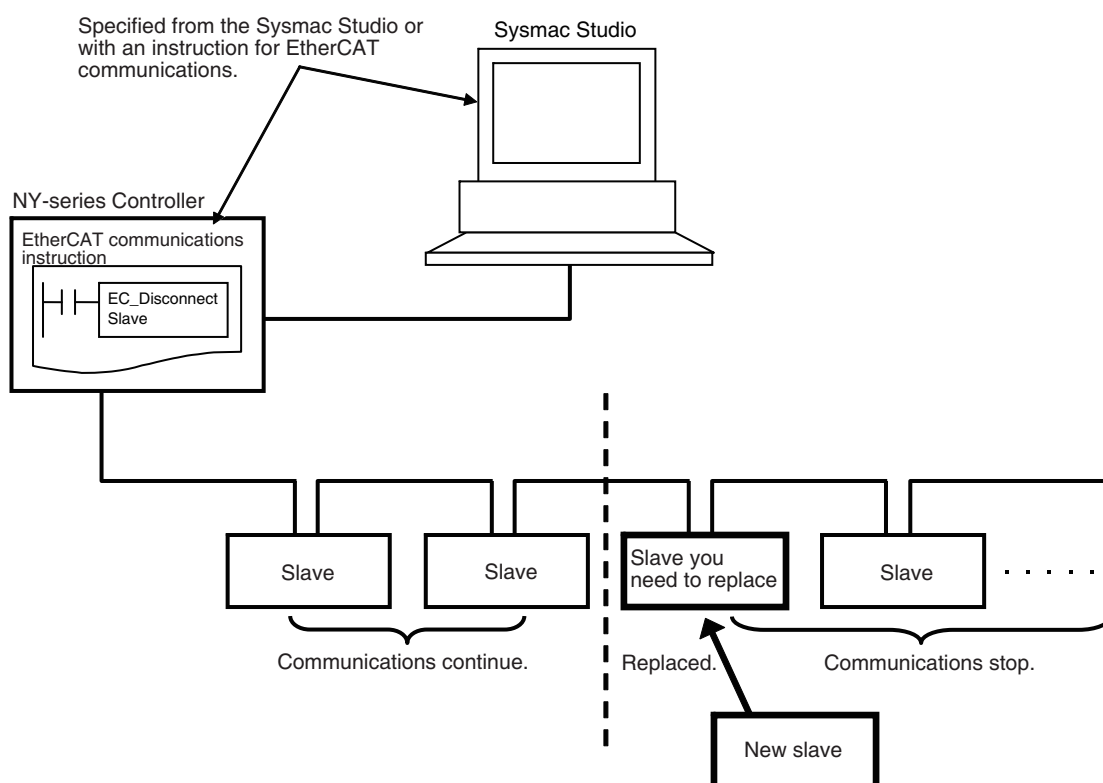 Specified from the Sysmac Studio or
with an instruction for EtherCAT
communications.
Sysmac Studio
NY-series Controller
EtherCAT communications
instruction
EC_Disconnect
Slave
Slave
Slave
Slave you
need to replace
Slave
Communications continue.
Replaced.
Communications stop.
New slave